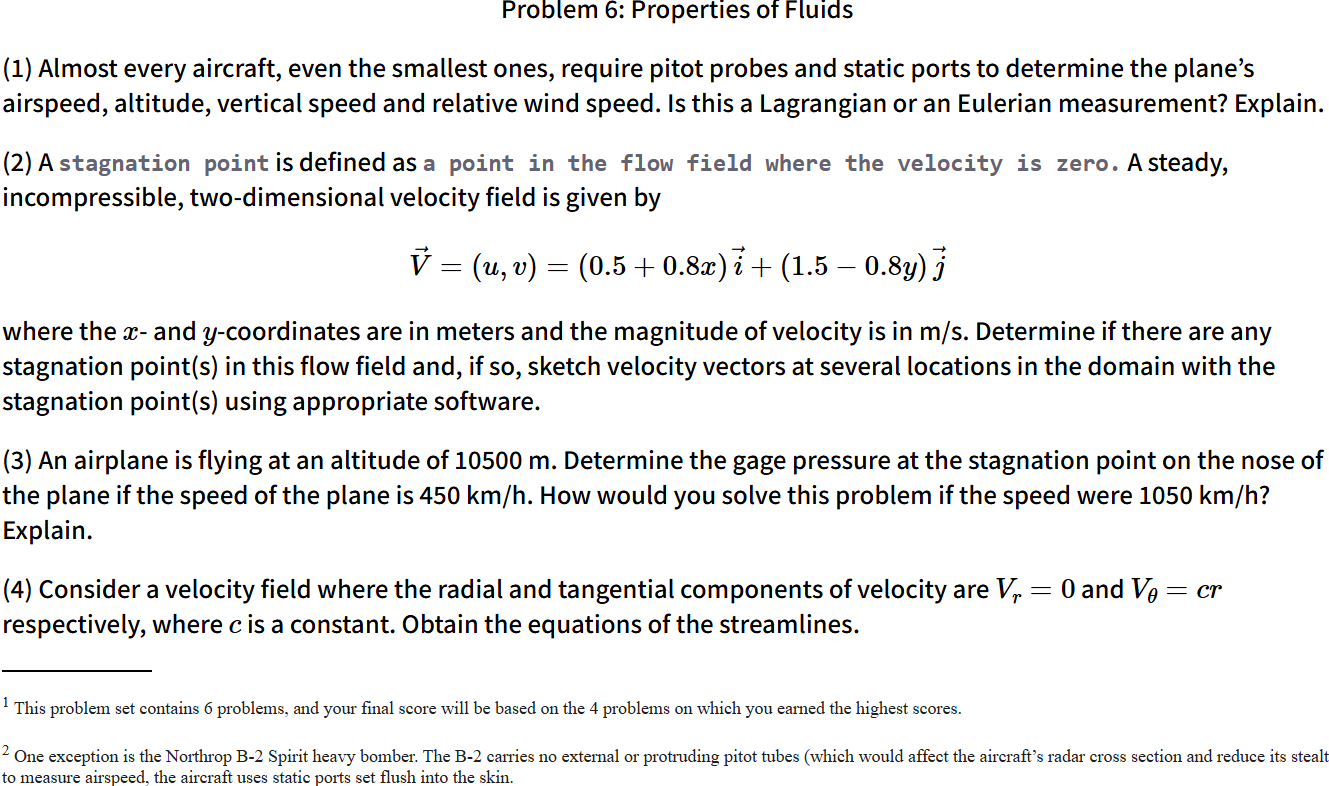 Problem 6: Properties of Fluids
(1) Almost every aircraft, even the smallest ones, require pitot probes and static ports to determine the plane’s
airspeed, altitude, vertical speed and relative wind speed. Is this a Lagrangian or an Eulerian measurement? Explain.
(2) A stagnation point is defined as a point in the flow field where the velocity is zero. A steady,
incompressible, two-dimensional velocity field is given by
$\vec{V} = (u, v) = (0.5 + 0.8x)\,\vec{i} + (1.5 - 0.8y)\,\vec{j}$
where the $x$- and $y$-coordinates are in meters and the magnitude of velocity is in m/s. Determine if there are any
stagnation point(s) in this flow field and, if so, sketch velocity vectors at several locations in the domain with the
stagnation point(s) using appropriate software.
(3) An airplane is flying at an altitude of 10500 m. Determine the gage pressure at the stagnation point on the nose of
the plane if the speed of the plane is 450 km/h. How would you solve this problem if the speed were 1050 km/h?
Explain.
(4) Consider a velocity field where the radial and tangential components of velocity are $V_r = 0$ and $V_\theta = cr$
respectively, where $c$ is a constant. Obtain the equations of the streamlines.
1 This problem set contains 6 problems, and your final score will be based on the 4 problems on which you earned the highest scores.
2 One exception is the Northrop B-2 Spirit heavy bomber. The B-2 carries no external or protruding pitot tubes (which would affect the aircraft’s radar cross section and reduce its stealt
to measure airspeed, the aircraft uses static ports set flush into the skin.